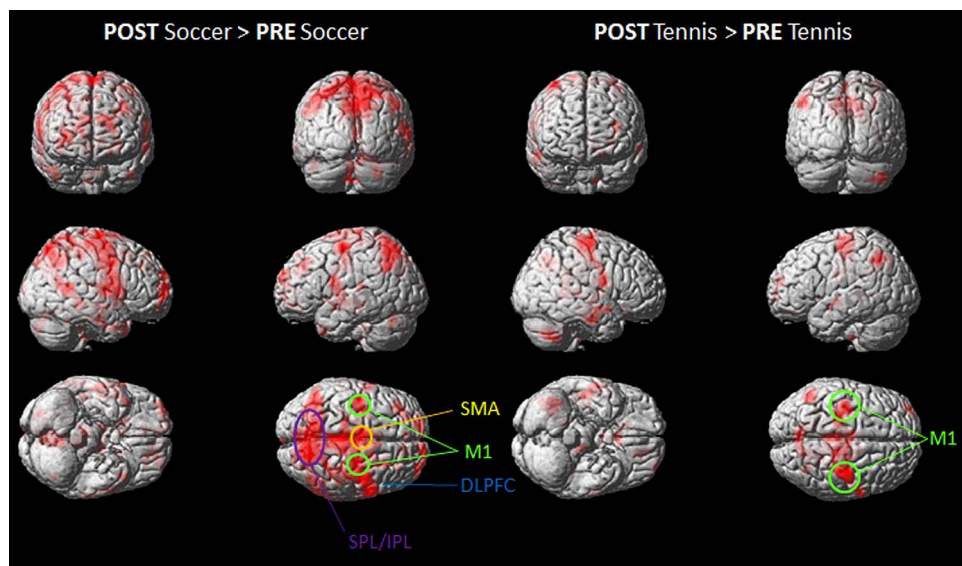 POST Soccer > PRE Soccer
POST Tennis > PRE Tennis
SMA
M1
DLPFC
SPL/IPL
M1